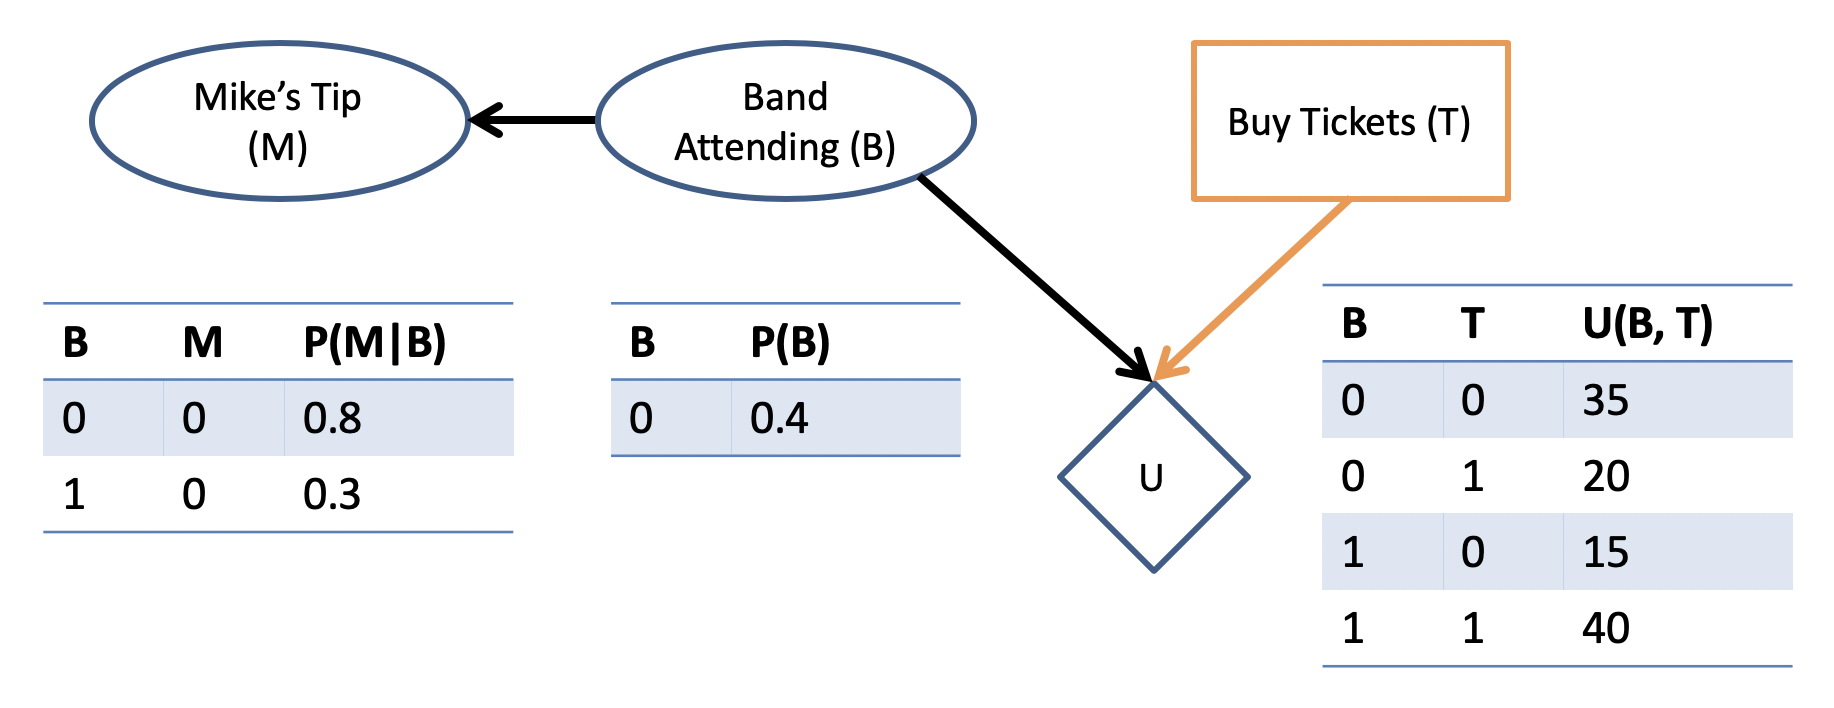 Mike's Tip
(M)
Band
Attending (B)
Buy Tickets (T)
B M P(M|B)
0 0 0.8
1 0 0.3
B P(B)
0 0.4
U
B T U(B, T)
0 0 35
0 1 20
1 0 15
1 1 40